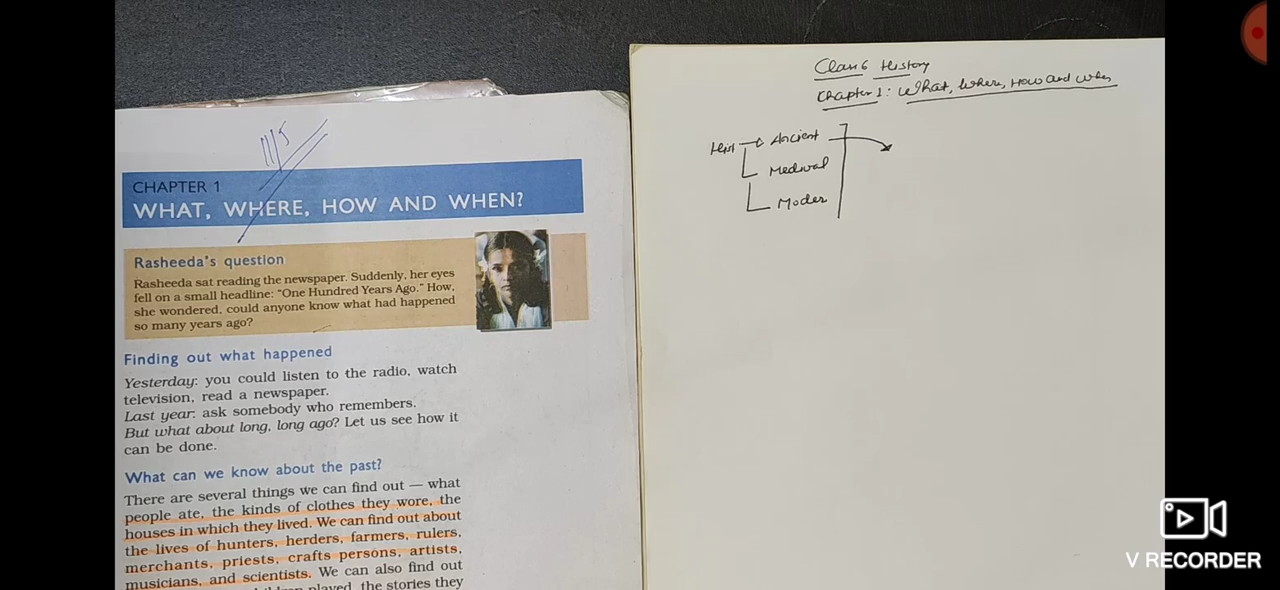 11/5
CHAPTER 1
WHAT, WHERE, HOW AND WHEN?
Rasheeda's question
Rasheeda sat reading the newspaper. Suddenly, her eyes
fell on a small headline: "One Hundred Years Ago." How,
she wondered, could anyone know what had happened
so many years ago?
Finding out what happened
Yesterday: you could listen to the radio, watch
television, read a newspaper.
Last year: ask somebody who remembers.
But what about long, long ago? Let us see how it
can be done.
What can we know about the past?
There are several things we can find out — what
people ate, the kinds of clothes they wore, the
houses in which they lived. We can find out about
the lives of hunters, herders, farmers, rulers,
merchants, priests, crafts persons, artists,
musicians, and scientists. We can also find out
played, the stories they
Class 6 History
Chapter 1: What, Where, How and When
Hist Ancient
Medival
Moder
V RECORDER